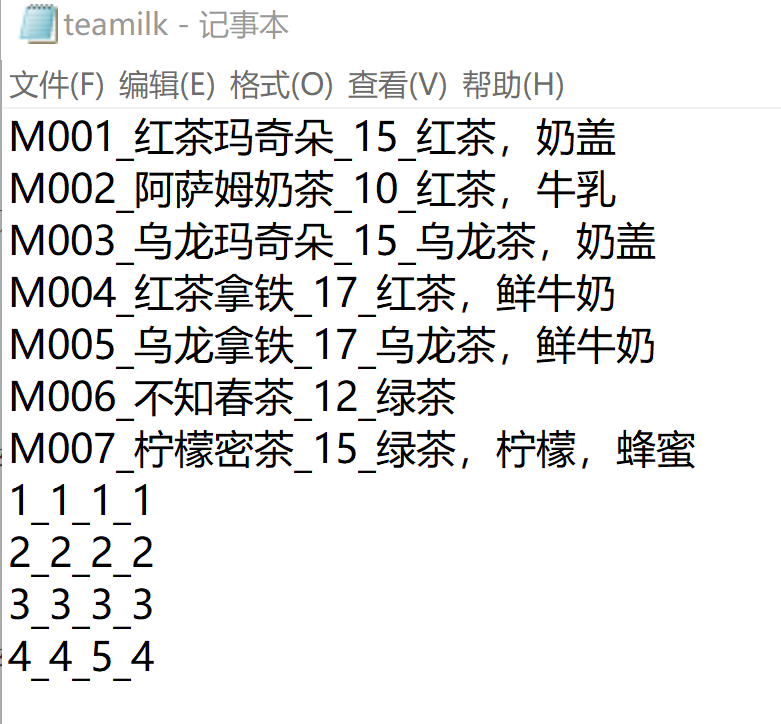 teamilk - 记事本
文件(F) 编辑(E) 格式(O) 查看(V) 帮助(H)
M001_红茶玛奇朵_15_红茶，奶盖
M002_阿萨姆奶茶_10_红茶，牛乳
M003_乌龙玛奇朵_15_乌龙茶，奶盖
M004_红茶拿铁_17_红茶，鲜牛奶
M005_乌龙拿铁_17_乌龙茶，鲜牛奶
M006_不知春茶_12_绿茶
M007_柠檬密茶_15_绿茶，柠檬，蜂蜜
1_1_1_1
2_2_2_2
3_3_3_3
4_4_5_4